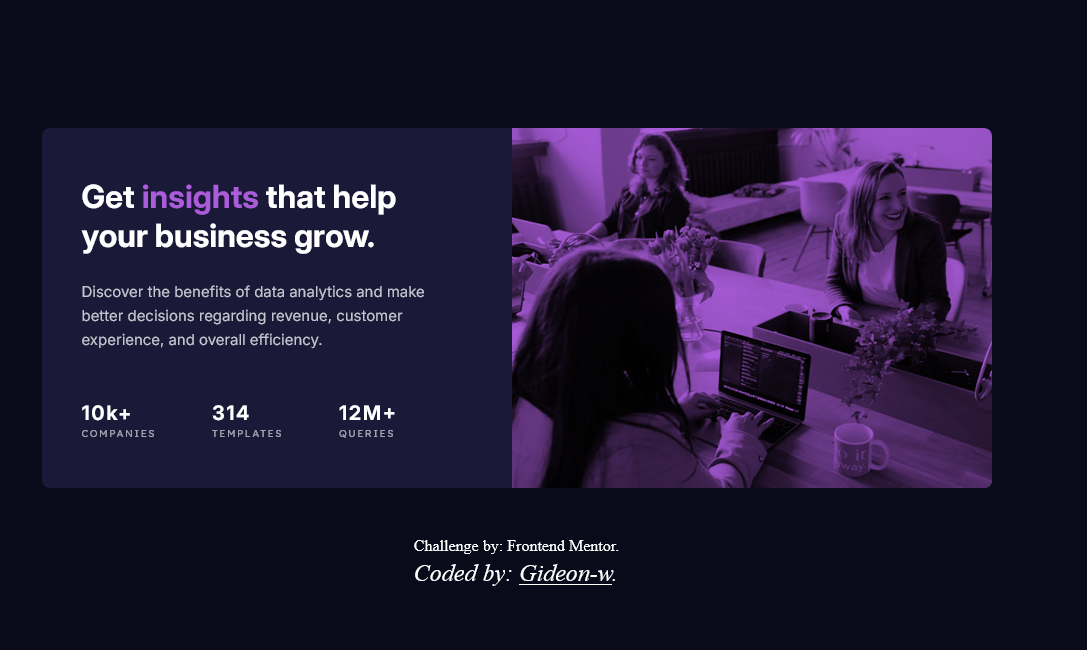 Get insights that help
your business grow.
Discover the benefits of data analytics and make
better decisions regarding revenue, customer
experience, and overall efficiency.
10k+ 314 12M+
COMPANIES TEMPLATES QUERIES
Challenge by: Frontend Mentor.
Coded by: Gideon-w.